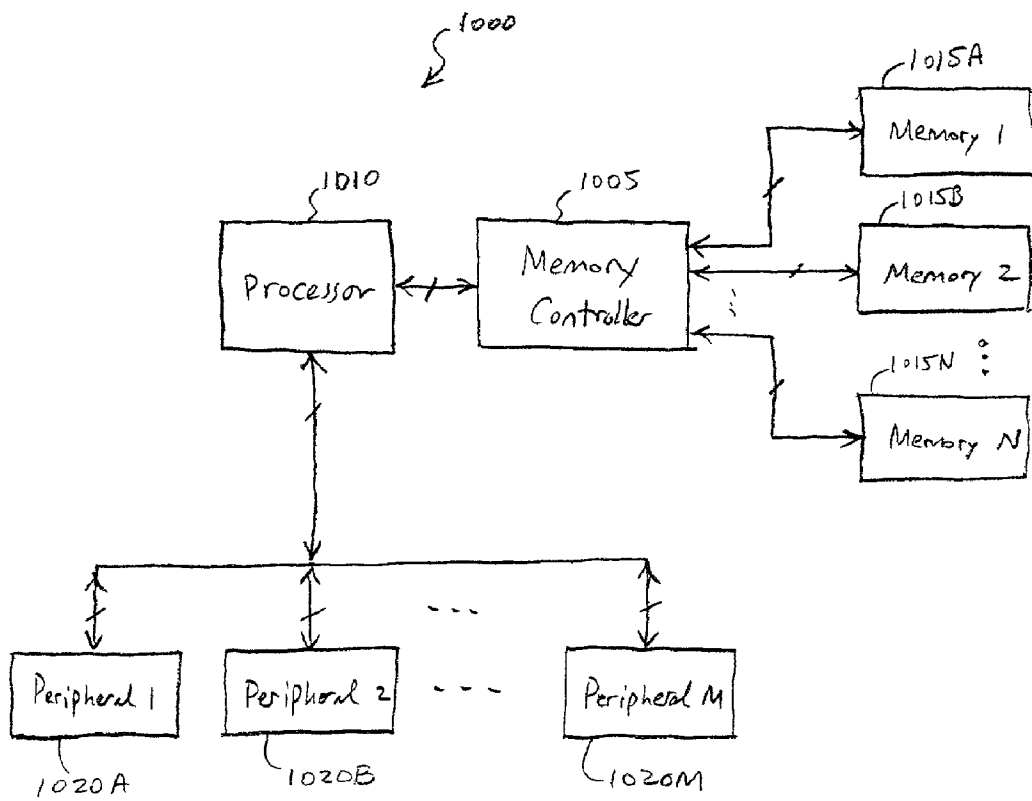 1000
1015A
Memory 1
1010
1005
1015B
Processor
Memory
Controller
Memory 2
1015N
Memory N
Peripheral 1
Peripheral 2
Peripheral M
1020A
1020B
1020M